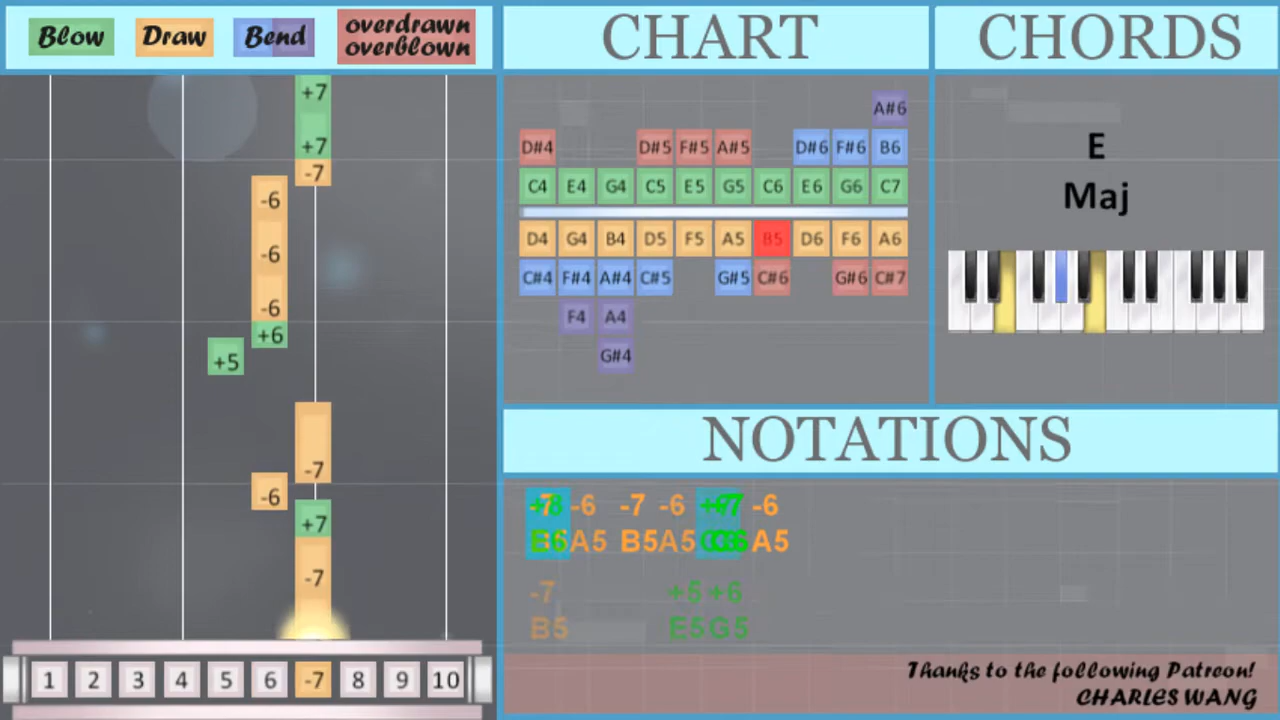 Blow Draw Bend overdrawn overblown
CHART
CHORDS
+7
+7
-7
-6
-6
-6
+6
+5
-7
-6
+7
-7
1 2 3 4 5 6 -7 8 9 10
A#6
D#4 D#5 F#5 A#5 D#6 F#6 B6
C4 E4 G4 C5 E5 G5 C6 E6 G6 C7
D4 G4 B4 D5 F5 A5 B5 D6 F6 A6
C#4 F#4 A#4 C#5 G#5 C#6 G#6 C#7
F4 A4
G#4
E
Maj
NOTATIONS
-6 -7 -6 -6
A5 B5 A5 A5
-7 +5 +6
B5 E5 G5
Thanks to the following Patreon!
CHARLES WANG